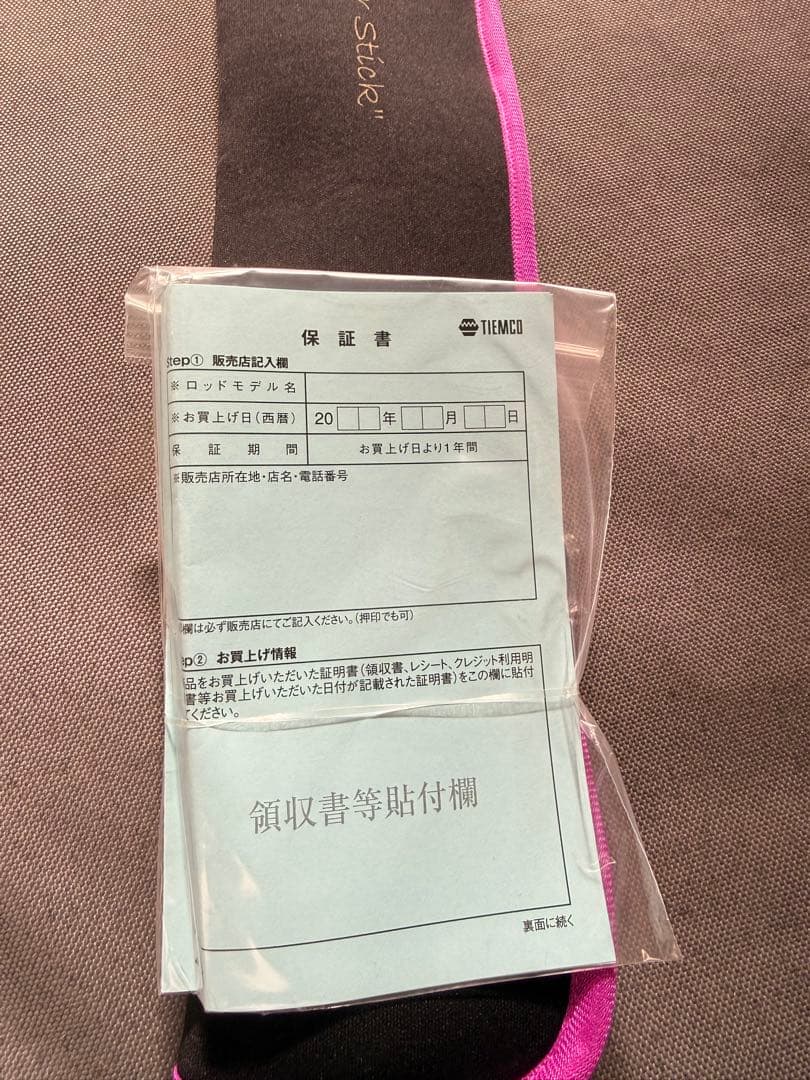 Stick"
保証書
TIEMCO
Step① 販売店記入欄
※ロッドモデル名
※お買上げ日(西暦) 20 年 月 日
保証期間 お買上げ日より1年間
※販売店所在地・店名・電話番号
欄は必ず販売店にてご記入ください。(押印でも可)
ep② お買上げ情報
品をお買上げいただいた証明書(領収書、レシート、クレジット利用明
書等お買上げいただいた日付が記載された証明書)をこの欄に貼付
てください。
領収書等貼付欄
裏面に続く